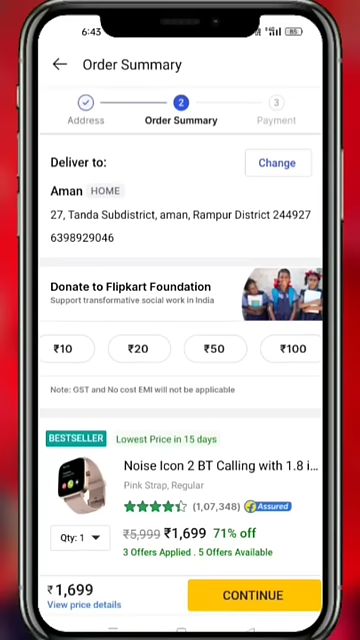 6:43
85
Order Summary
2
3
Address
Order Summary
Payment
Deliver to:
Change
Aman HOME
27, Tanda Subdistrict, aman, Rampur District 244927
6398929046
Donate to Flipkart Foundation
Support transformative social work in India
₹10
₹20
₹50
₹100
Note: GST and No cost EMI will not be applicable
BESTSELLER Lowest Price in 15 days
Noise Icon 2 BT Calling with 1.8 i...
Pink Strap, Regular
(1,07,348) Assured
Qty: 1
₹5,999 ₹1,699 71% off
3 Offers Applied . 5 Offers Available
₹1,699
View price details
CONTINUE